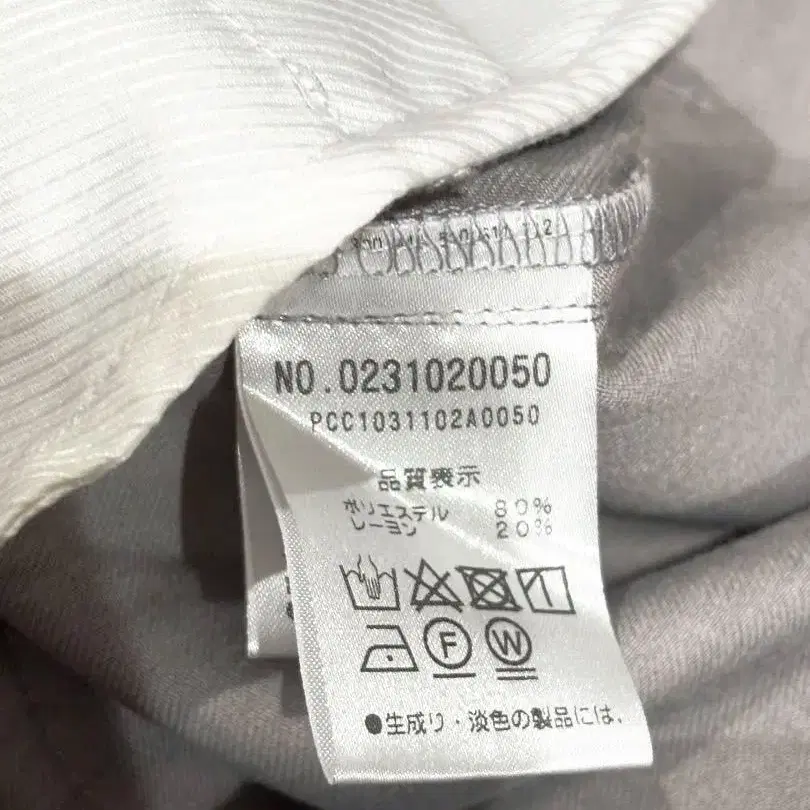 NO.0231020050
PCC1031102A0050
品質表示
ポリエステル 80%
レーヨン 20%
F W
●生成り・淡色の製品には、